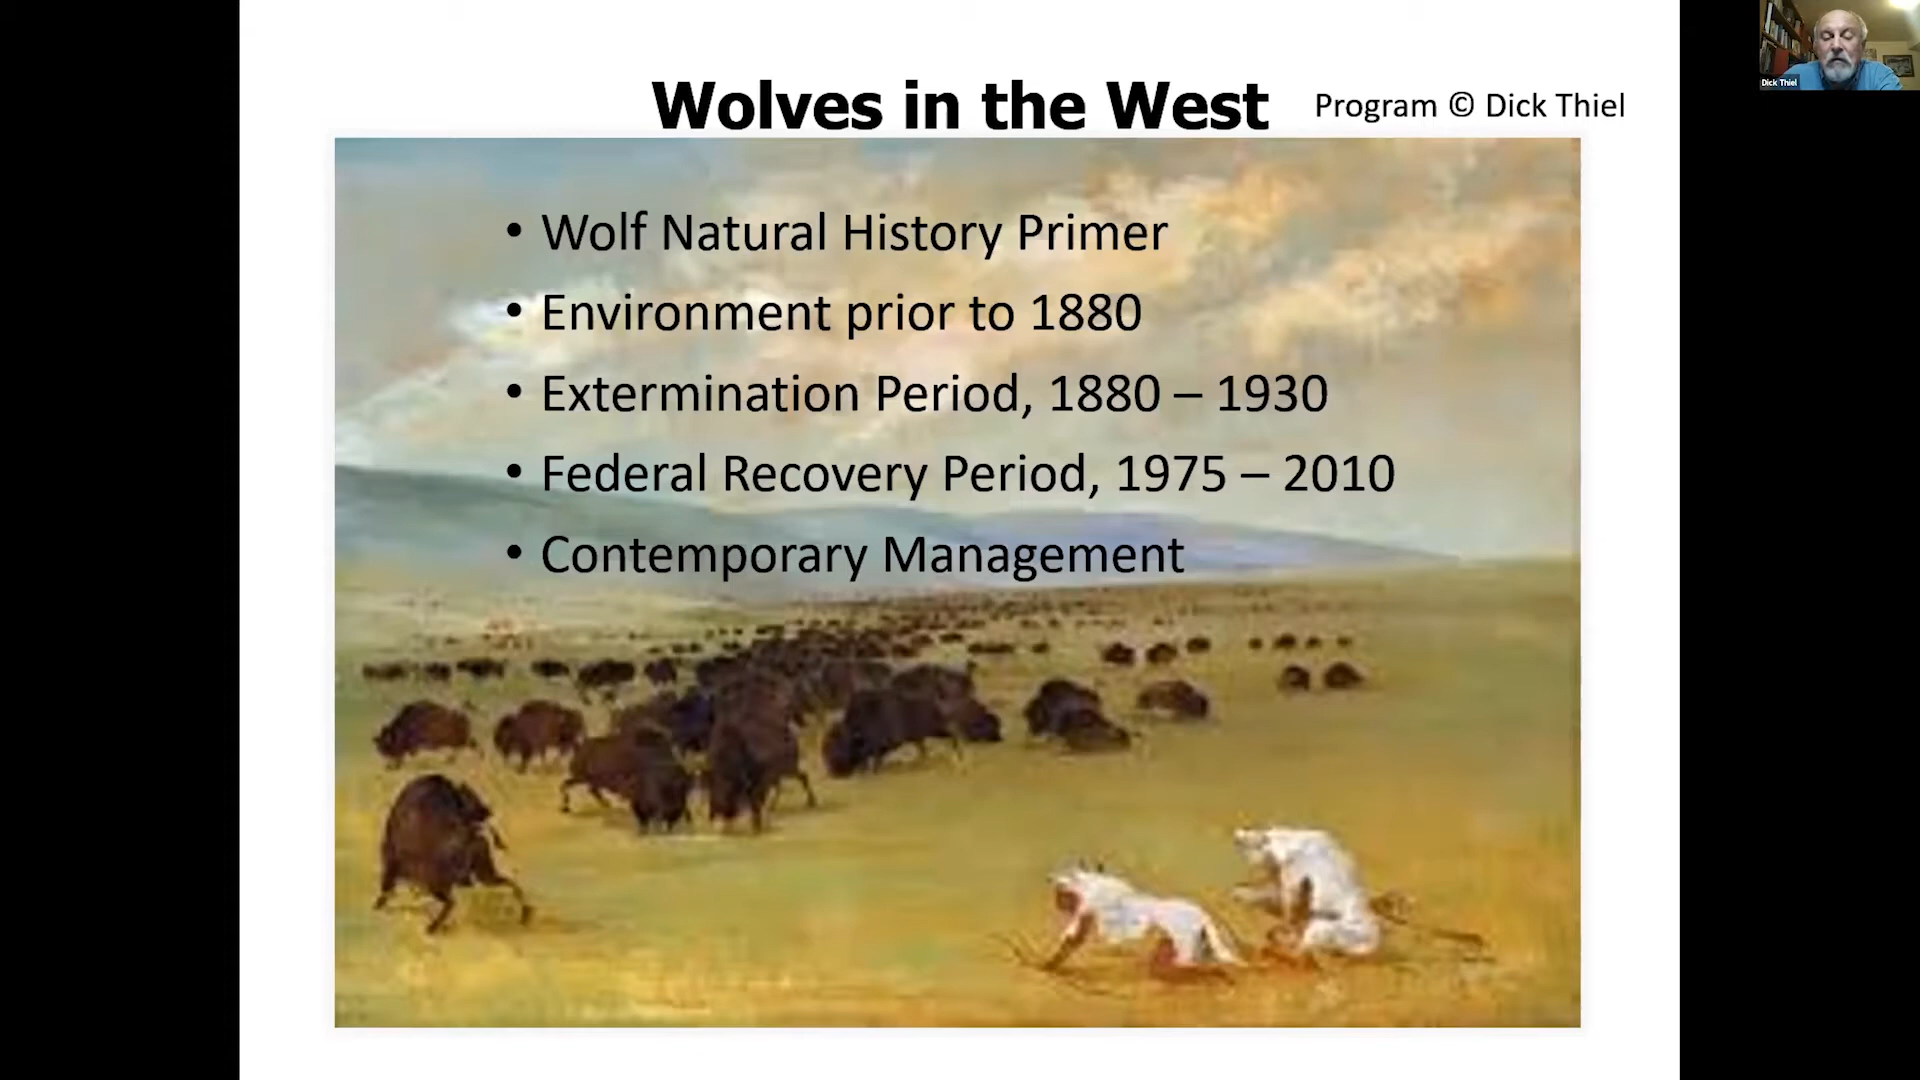 Wolves in the West
Program © Dick Thiel
• Wolf Natural History Primer
• Environment prior to 1880
• Extermination Period, 1880 – 1930
• Federal Recovery Period, 1975 – 2010
• Contemporary Management
Dick Thiel